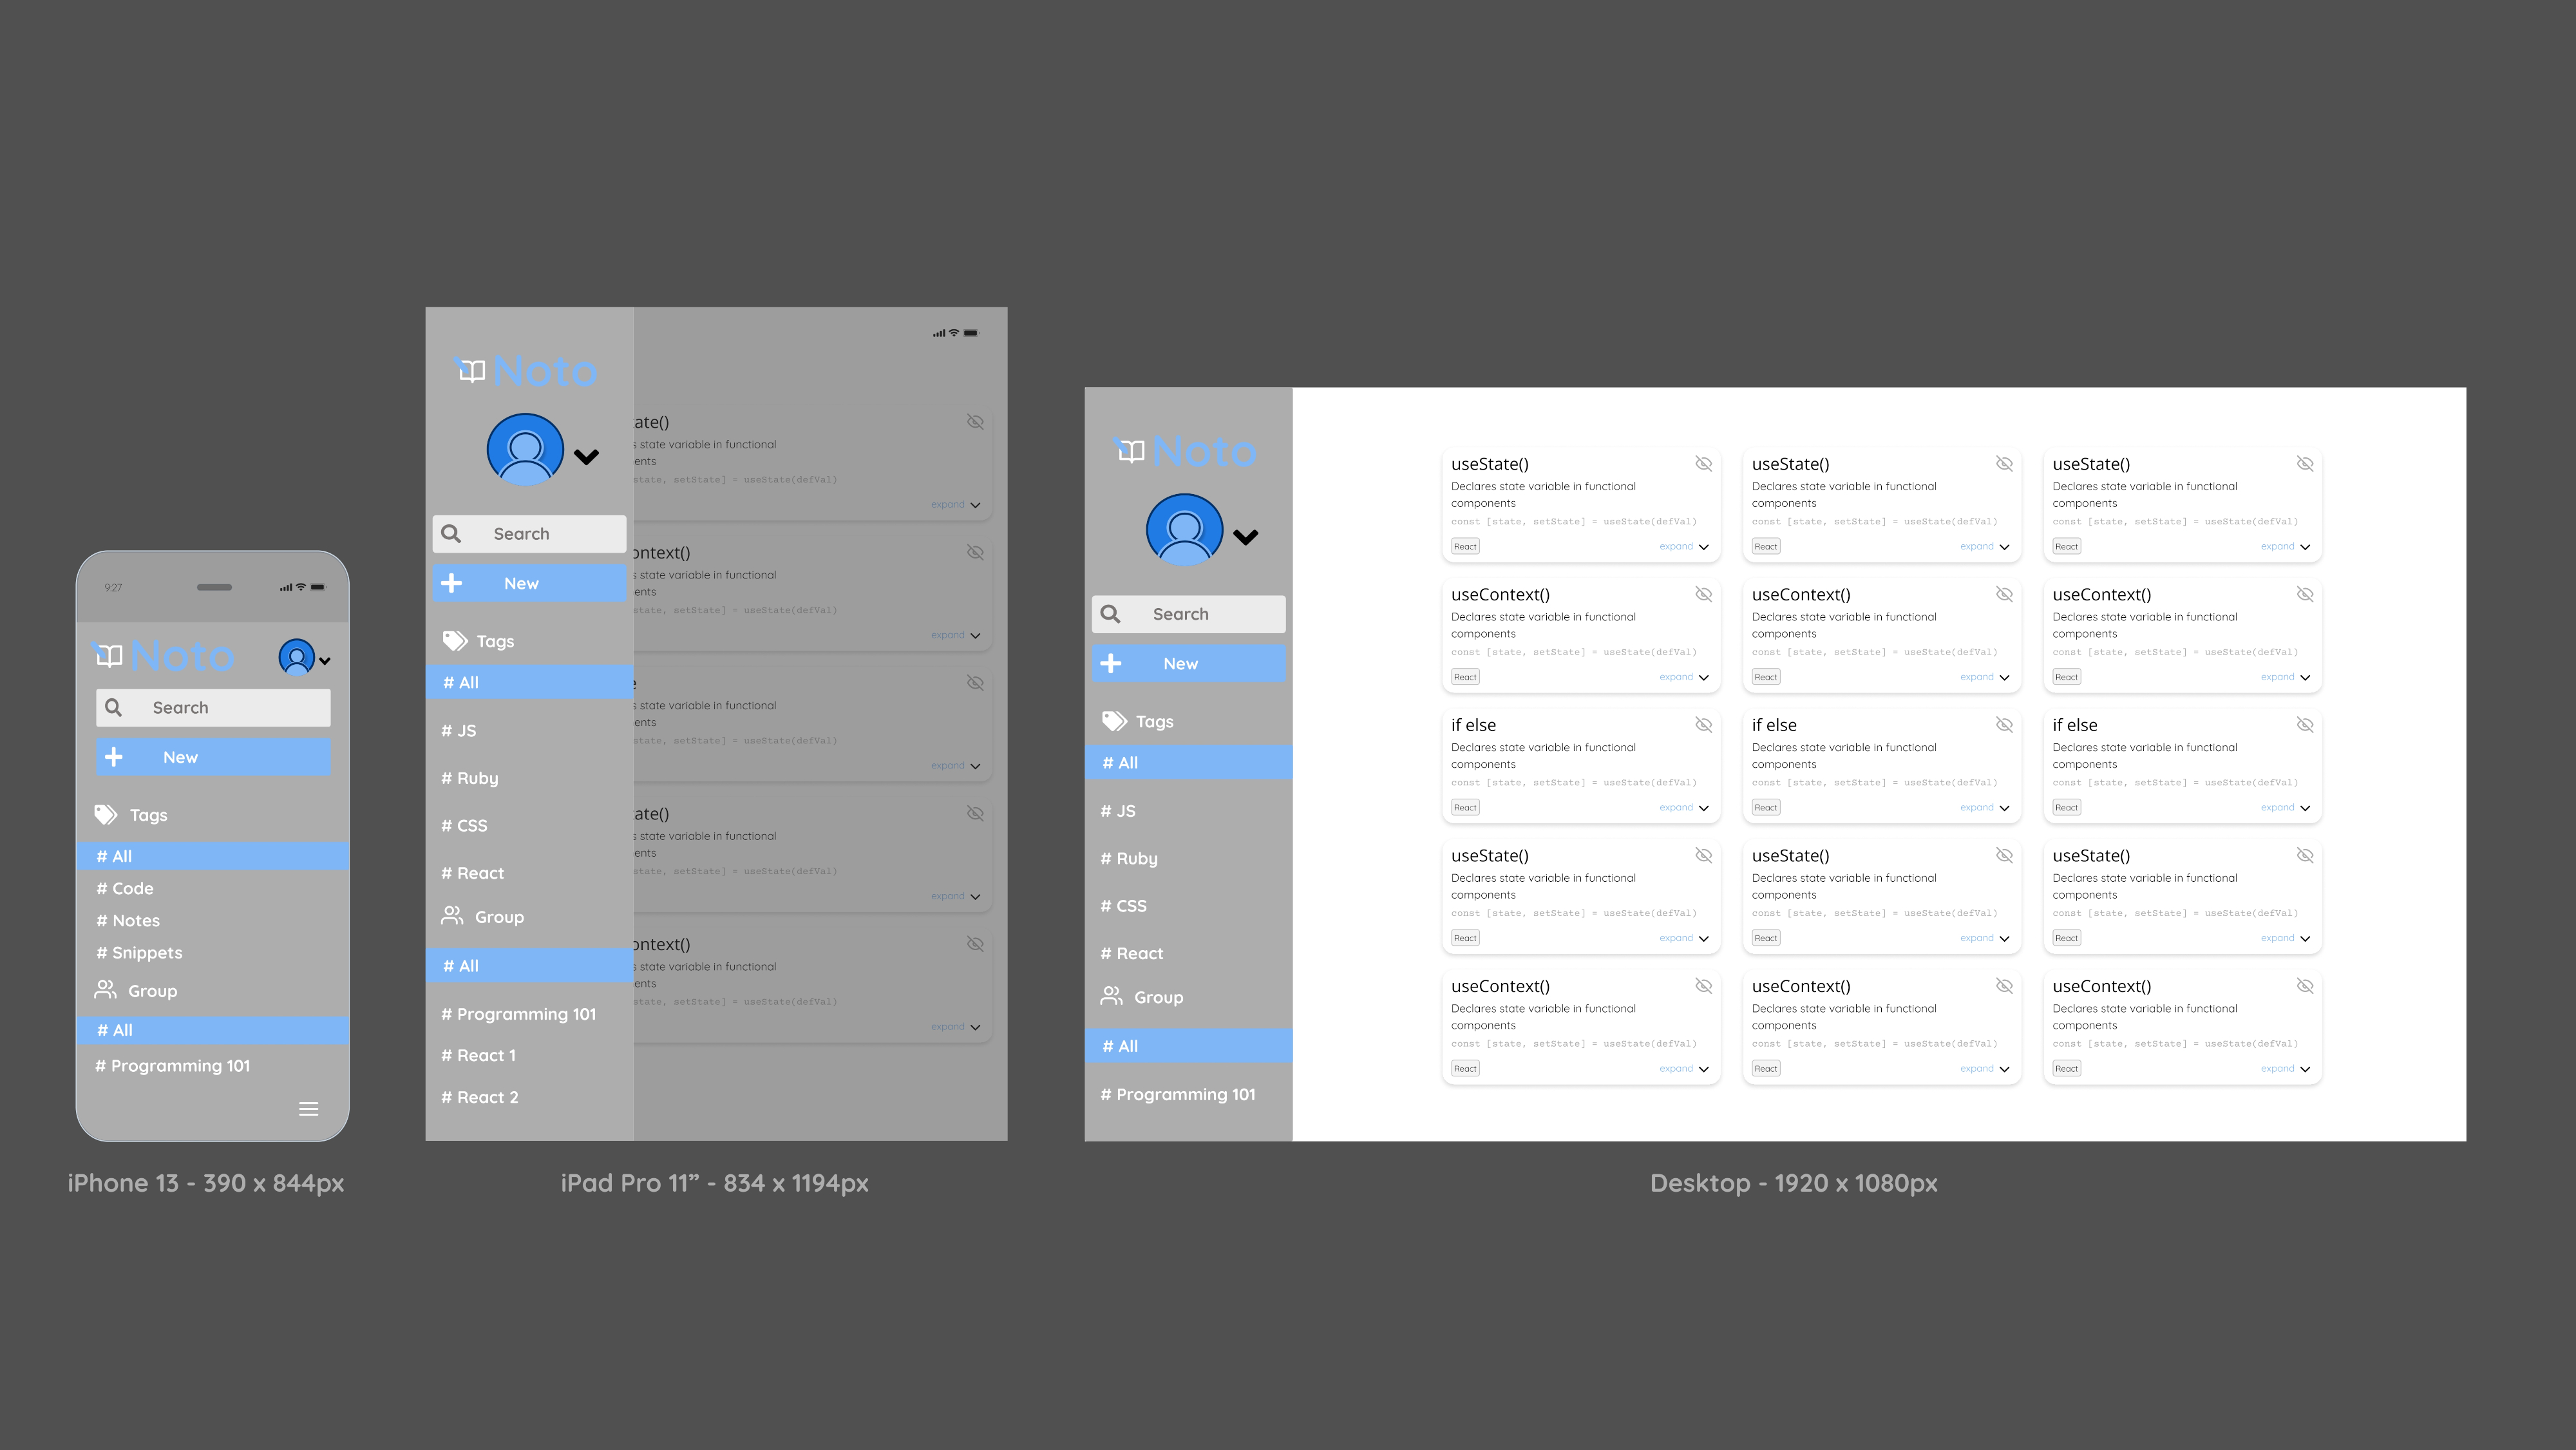 9:27
Noto
Search
New
Tags
# All
# Code
# Notes
# Snippets
Group
# All
# Programming 101
iPhone 13 - 390 x 844px
Noto
Search
New
Tags
# All
# JS
# Ruby
# CSS
# React
Group
# All
# Programming 101
# React 1
# React 2
ate()
s state variable in functional
ents
state, setState] = useState(defVal)
expand
ontext()
s state variable in functional
ents
state, setState] = useState(defVal)
expand
e
s state variable in functional
ents
state, setState] = useState(defVal)
expand
ate()
s state variable in functional
ents
state, setState] = useState(defVal)
expand
ontext()
s state variable in functional
ents
state, setState] = useState(defVal)
expand
iPad Pro 11” - 834 x 1194px
Noto
Search
New
Tags
# All
# JS
# Ruby
# CSS
# React
Group
# All
# Programming 101
useState() useState() useState()
Declares state variable in functional Declares state variable in functional Declares state variable in functional
components components components
const [state, setState] = useState(defVal) const [state, setState] = useState(defVal) const [state, setState] = useState(defVal)
React expand React expand React expand
useContext() useContext() useContext()
Declares state variable in functional Declares state variable in functional Declares state variable in functional
components components components
const [state, setState] = useState(defVal) const [state, setState] = useState(defVal) const [state, setState] = useState(defVal)
React expand React expand React expand
if else if else if else
Declares state variable in functional Declares state variable in functional Declares state variable in functional
components components components
const [state, setState] = useState(defVal) const [state, setState] = useState(defVal) const [state, setState] = useState(defVal)
React expand React expand React expand
useState() useState() useState()
Declares state variable in functional Declares state variable in functional Declares state variable in functional
components components components
const [state, setState] = useState(defVal) const [state, setState] = useState(defVal) const [state, setState] = useState(defVal)
React expand React expand React expand
useContext() useContext() useContext()
Declares state variable in functional Declares state variable in functional Declares state variable in functional
components components components
const [state, setState] = useState(defVal) const [state, setState] = useState(defVal) const [state, setState] = useState(defVal)
React expand React expand React expand
Desktop - 1920 x 1080px